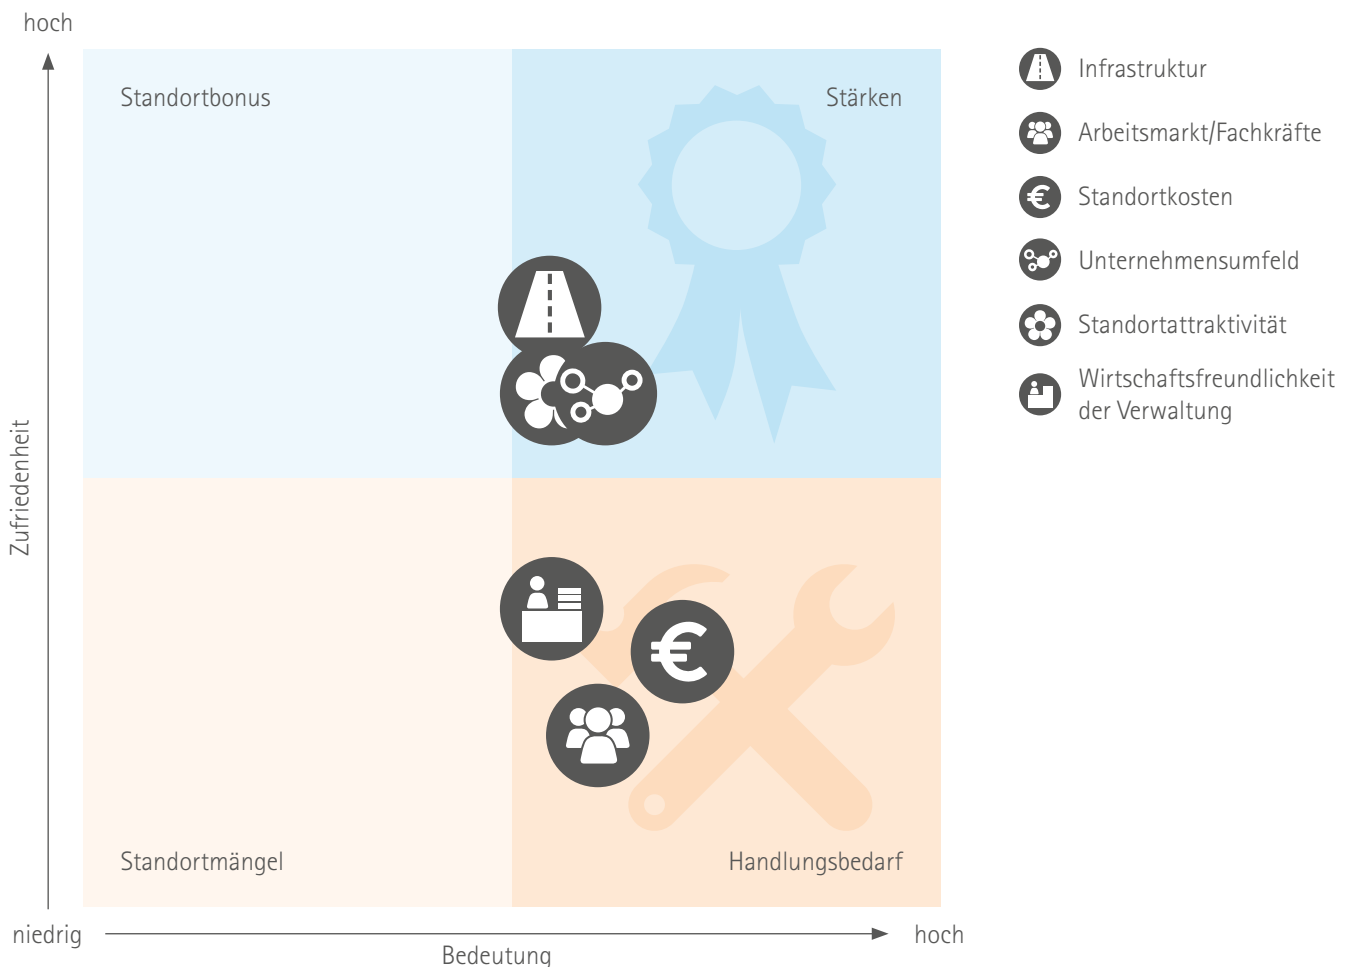 hoch
Standortbonus
Stärken
Zufriedenheit
Standortmängel
Handlungsbedarf
niedrig
Bedeutung
hoch
Infrastruktur
Arbeitsmarkt/Fachkräfte
€
Standortkosten
Unternehmensumfeld
Standortattraktivität
Wirtschaftsfreundlichkeit
der Verwaltung
€